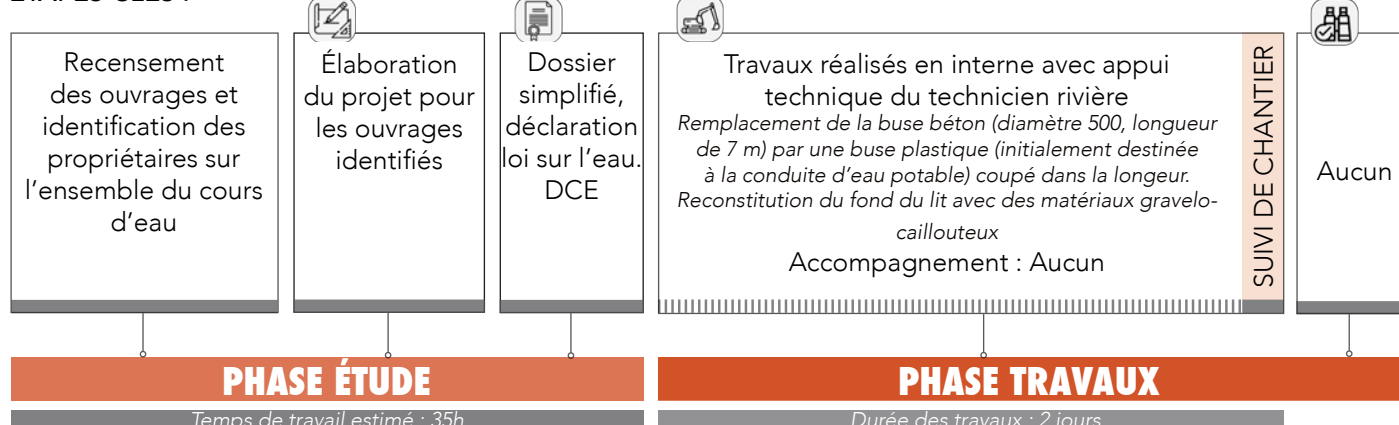 Recensement
des ouvrages et
identification des
propriétaires sur
l'ensemble du cours
d'eau
Élaboration
du projet pour
les ouvrages
identifiés
Dossier
simplifié,
déclaration
loi sur l'eau.
DCE
Travaux réalisés en interne avec appui
technique du technicien rivière
Remplacement de la buse béton (diamètre 500, longueur
de 7 m) par une buse plastique (initialement destinée
à la conduite d'eau potable) coupé dans la longeur.
Reconstitution du fond du lit avec des matériaux gravelo-
caillouteux
Accompagnement : Aucun
SUIVI DE CHANTIER
Aucun
PHASE ÉTUDE
PHASE TRAVAUX
Temps de travail estimé : 35h
Durée des travaux : 2 jours